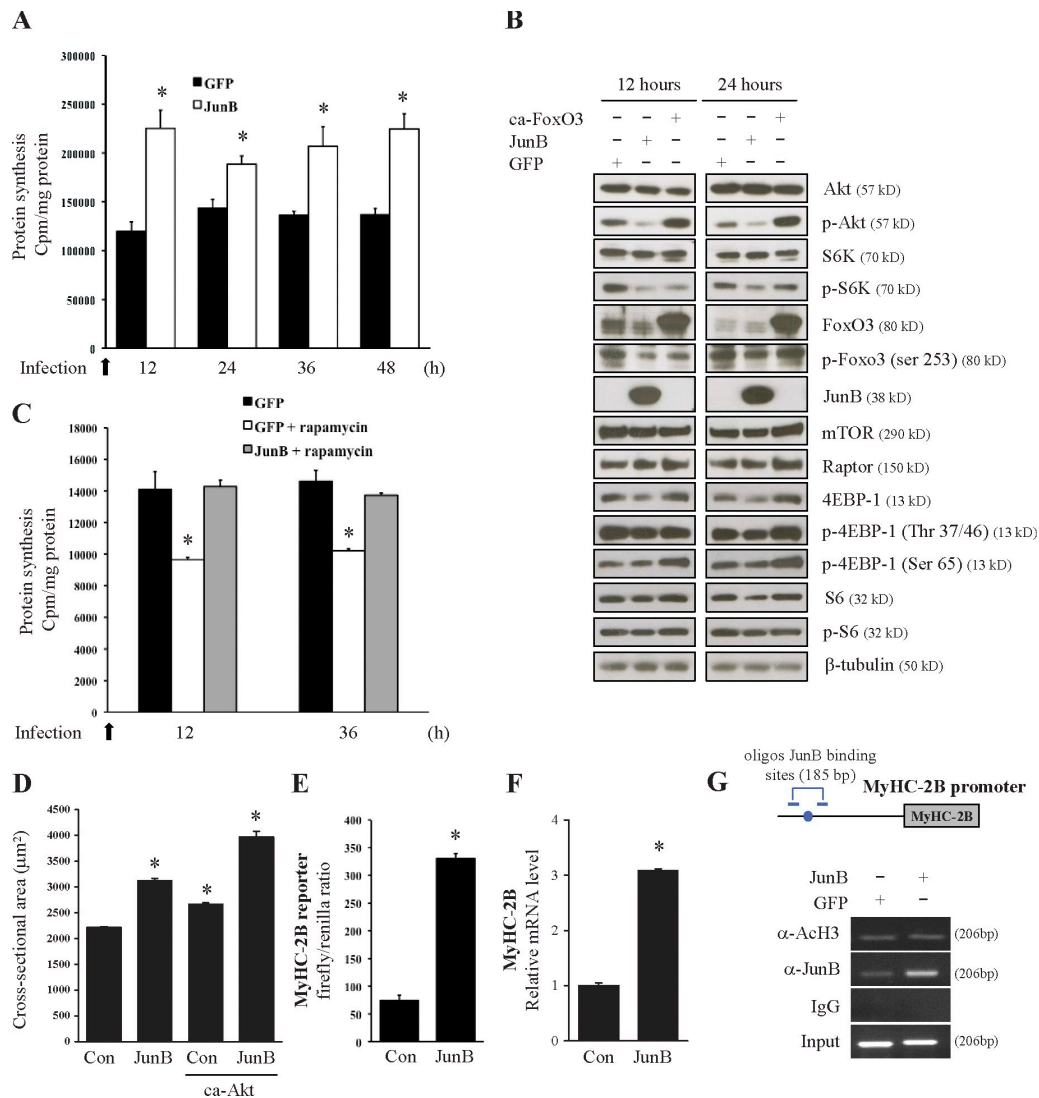 A
Protein synthesis
Cpm/mg protein
300000
250000
200000
150000
100000
50000
0
GFP
JunB
*
*
*
*
Infection
12
24
36
48
(h)
B
12 hours
24 hours
ca-FoxO3 − − + − − +
JunB − + − − + −
GFP + − − + − −
Akt (57 kD)
p-Akt (57 kD)
S6K (70 kD)
p-S6K (70 kD)
FoxO3 (80 kD)
p-Foxo3 (ser 253) (80 kD)
JunB (38 kD)
mTOR (290 kD)
Raptor (150 kD)
4EBP-1 (13 kD)
p-4EBP-1 (Thr 37/46) (13 kD)
p-4EBP-1 (Ser 65) (13 kD)
S6 (32 kD)
p-S6 (32 kD)
β-tubulin (50 kD)
C
Protein synthesis
Cpm/mg protein
18000
16000
14000
12000
10000
8000
6000
4000
2000
0
GFP
GFP + rapamycin
JunB + rapamycin
*
*
Infection
12
36
(h)
D
Cross-sectional area (µm²)
4500
4000
3500
3000
2500
2000
1500
1000
500
0
*
*
*
Con
JunB
Con
JunB
ca-Akt
E
MyHC-2B reporter
firefly/renilla ratio
400
350
300
250
200
150
100
50
0
*
Con
JunB
F
MyHC-2B
Relative mRNA level
4
3
2
1
0
*
Con
JunB
G
oligos JunB binding
sites (185 bp)
MyHC-2B promoter
MyHC-2B
JunB − +
GFP + −
α-AcH3 (206bp)
α-JunB (206bp)
IgG
Input (206bp)